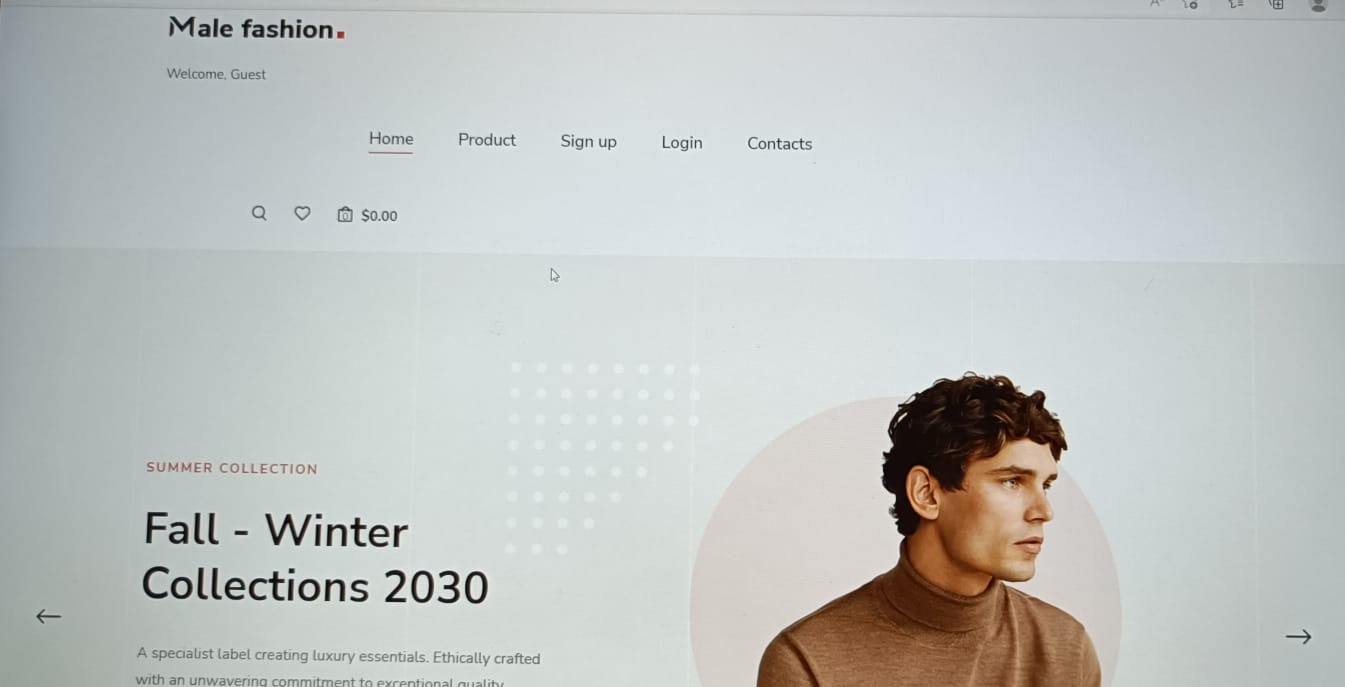 Male fashion.
Welcome, Guest
Home Product Sign up Login Contacts
0 $0.00
SUMMER COLLECTION
Fall - Winter
Collections 2030
A specialist label creating luxury essentials. Ethically crafted
with an unwavering commitment to exceptional quality